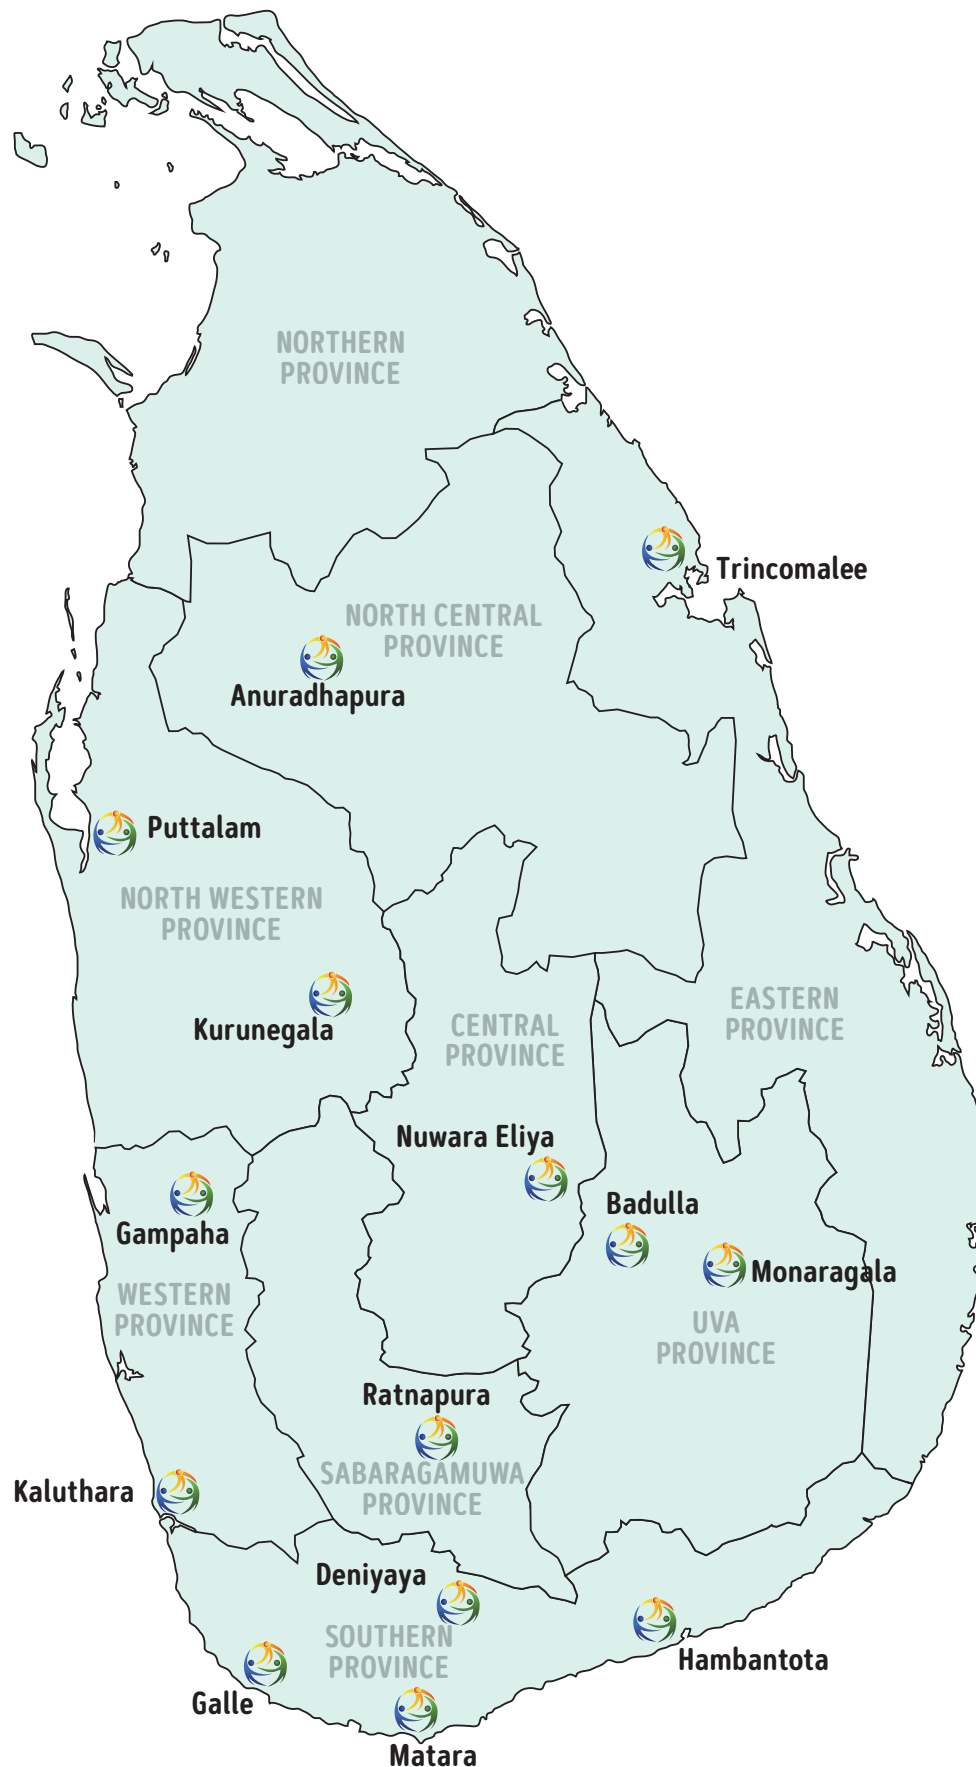 NORTHERN
PROVINCE
Trincomalee
NORTH CENTRAL
PROVINCE
Anuradhapura
Puttalam
NORTH WESTERN
PROVINCE
Kurunegala
CENTRAL
PROVINCE
EASTERN
PROVINCE
Nuwara Eliya
Badulla
Gampaha
Monaragala
WESTERN
PROVINCE
UVA
PROVINCE
Ratnapura
SABARAGAMUWA
PROVINCE
Kaluthara
Deniyaya
SOUTHERN
PROVINCE
Hambantota
Galle
Matara